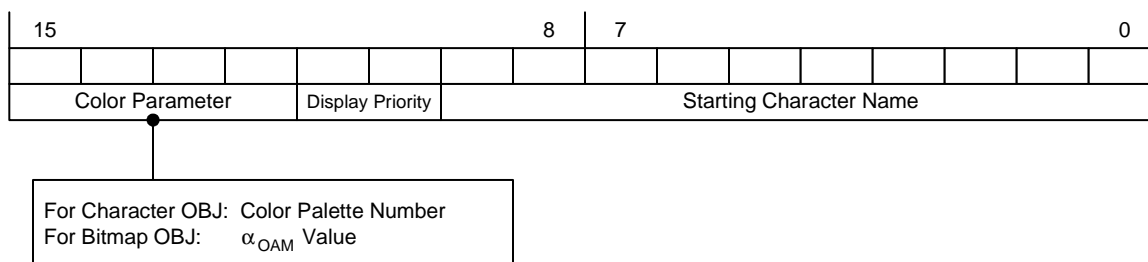 15 8 7 0
Color Parameter Display Priority Starting Character Name
For Character OBJ: Color Palette Number
For Bitmap OBJ: αOAM Value